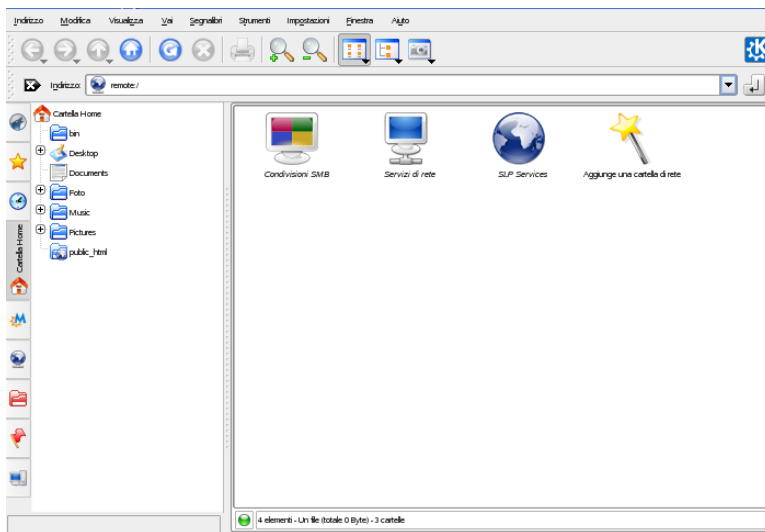 Indirizzo Modifica Visualizza Vai Segnalibri Strumenti Impostazioni Finestra Aiuto
Indirizzo: remote:/
Cartella Home
bin
Desktop
Documents
Foto
Music
Pictures
public_html
Cartella Home
Condivisioni SMB
Servizi di rete
SLP Services
Aggiunge una cartella di rete
4 elementi - Un file (totale 0 Byte) - 3 cartelle